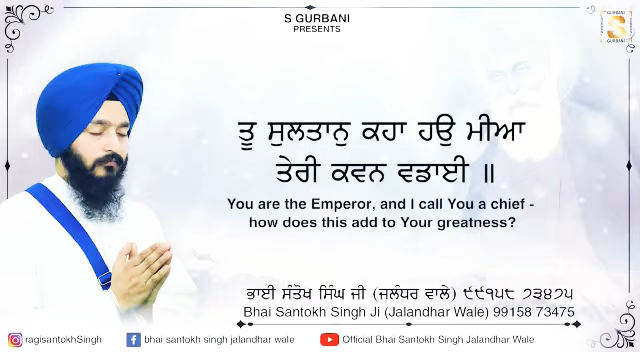 S GURBANI
PRESENTS
GURBANI
S
GURBANI
ਤੂ ਸੁਲਤਾਨੁ ਕਹਾ ਹਉ ਮੀਆ
ਤੇਰੀ ਕਵਨ ਵਡਾਈ ॥
You are the Emperor, and I call You a chief -
how does this add to Your greatness?
ਭਾਈ ਸੰਤੋਖ ਸਿੰਘ ਜੀ (ਜਲੰਧਰ ਵਾਲੇ) ੯੯੧੫੮ ੭੩੪੭੫
Bhai Santokh Singh Ji (Jalandhar Wale) 99158 73475
ragisantokhSingh
bhai santokh singh jalandhar wale
Official Bhai Santokh Singh Jalandhar Wale